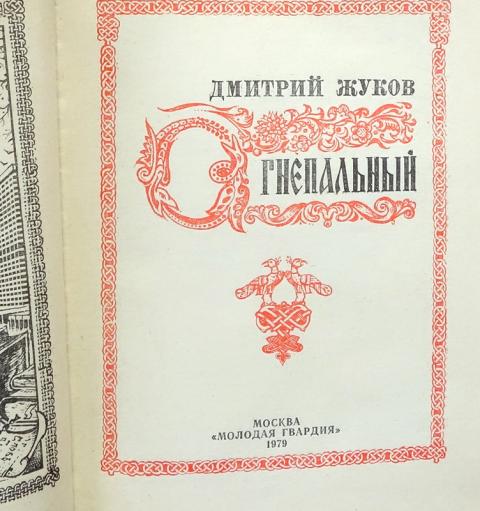 ДМИТРИЙ ЖУКОВ
ОГНЕПАЛЬНЫЙ
МОСКВА
«МОЛОДАЯ ГВАРДИЯ»
1979